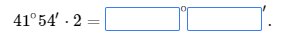 41°54′ · 2 = °′.